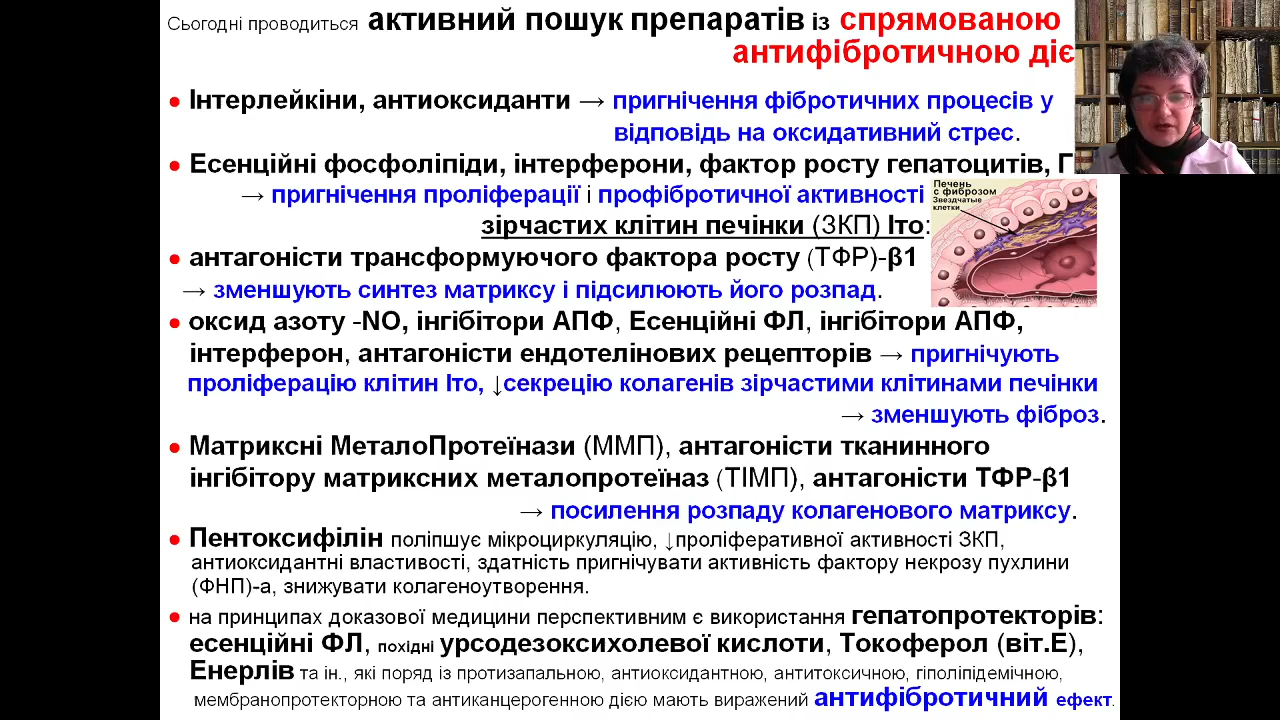 Сьогодні проводиться активний пошук препаратів із спрямованою
антифібротичною діє
● Інтерлейкіни, антиоксиданти → пригнічення фібротичних процесів у
відповідь на оксидативний стрес.
● Есенційні фосфоліпіди, інтерферони, фактор росту гепатоцитів, Г
→ пригнічення проліферації і профібротичної активності
зірчастих клітин печінки (ЗКП) Іто:
Печень
с фиброзом
Звездчатые
клетки
● антагоністи трансформуючого фактора росту (ТФР)-β1
→ зменшують синтез матриксу і підсилюють його розпад.
● оксид азоту -NO, інгібітори АПФ, Есенційні ФЛ, інгібітори АПФ,
інтерферон, антагоністи ендотелінових рецепторів → пригнічують
проліферацію клітин Іто, ↓секрецію колагенів зірчастими клітинами печінки
→ зменшують фіброз.
● Матриксні МеталоПротеїнази (ММП), антагоністи тканинного
інгібітору матриксних металопротеїназ (ТІМП), антагоністи ТФР-β1
→ посилення розпаду колагенового матриксу.
● Пентоксифілін поліпшує мікроциркуляцію, ↓проліферативної активності ЗКП,
антиоксидантні властивості, здатність пригнічувати активність фактору некрозу пухлини
(ФНП)-а, знижувати колагеноутворення.
● на принципах доказової медицини перспективним є використання гепатопротекторів:
есенційні ФЛ, похідні урсодезоксихолевої кислоти, Токоферол (віт.Е),
Енерлів та ін., які поряд із протизапальною, антиоксидантною, антитоксичною, гіполіпідемічною,
мембранопротекторною та антиканцерогенною дією мають виражений антифібротичний ефект.